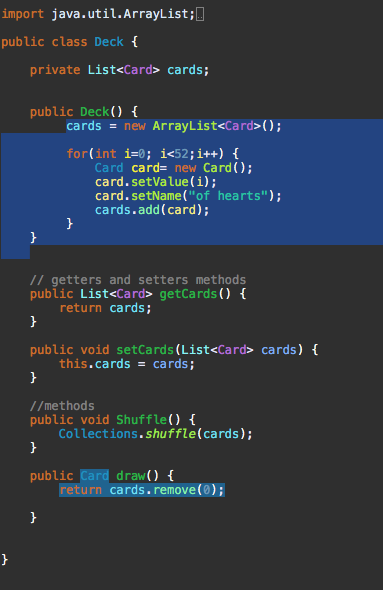 import java.util.ArrayList;
public class Deck {
private List<Card> cards;
public Deck() {
cards = new ArrayList<Card>();
for(int i=0; i<52;i++) {
Card card= new Card();
card.setValue(i);
card.setName("of hearts");
cards.add(card);
}
}
// getters and setters methods
public List<Card> getCards() {
return cards;
}
public void setCards(List<Card> cards) {
this.cards = cards;
}
//methods
public void Shuffle() {
Collections.shuffle(cards);
}
public Card draw() {
return cards.remove(0);
}
}